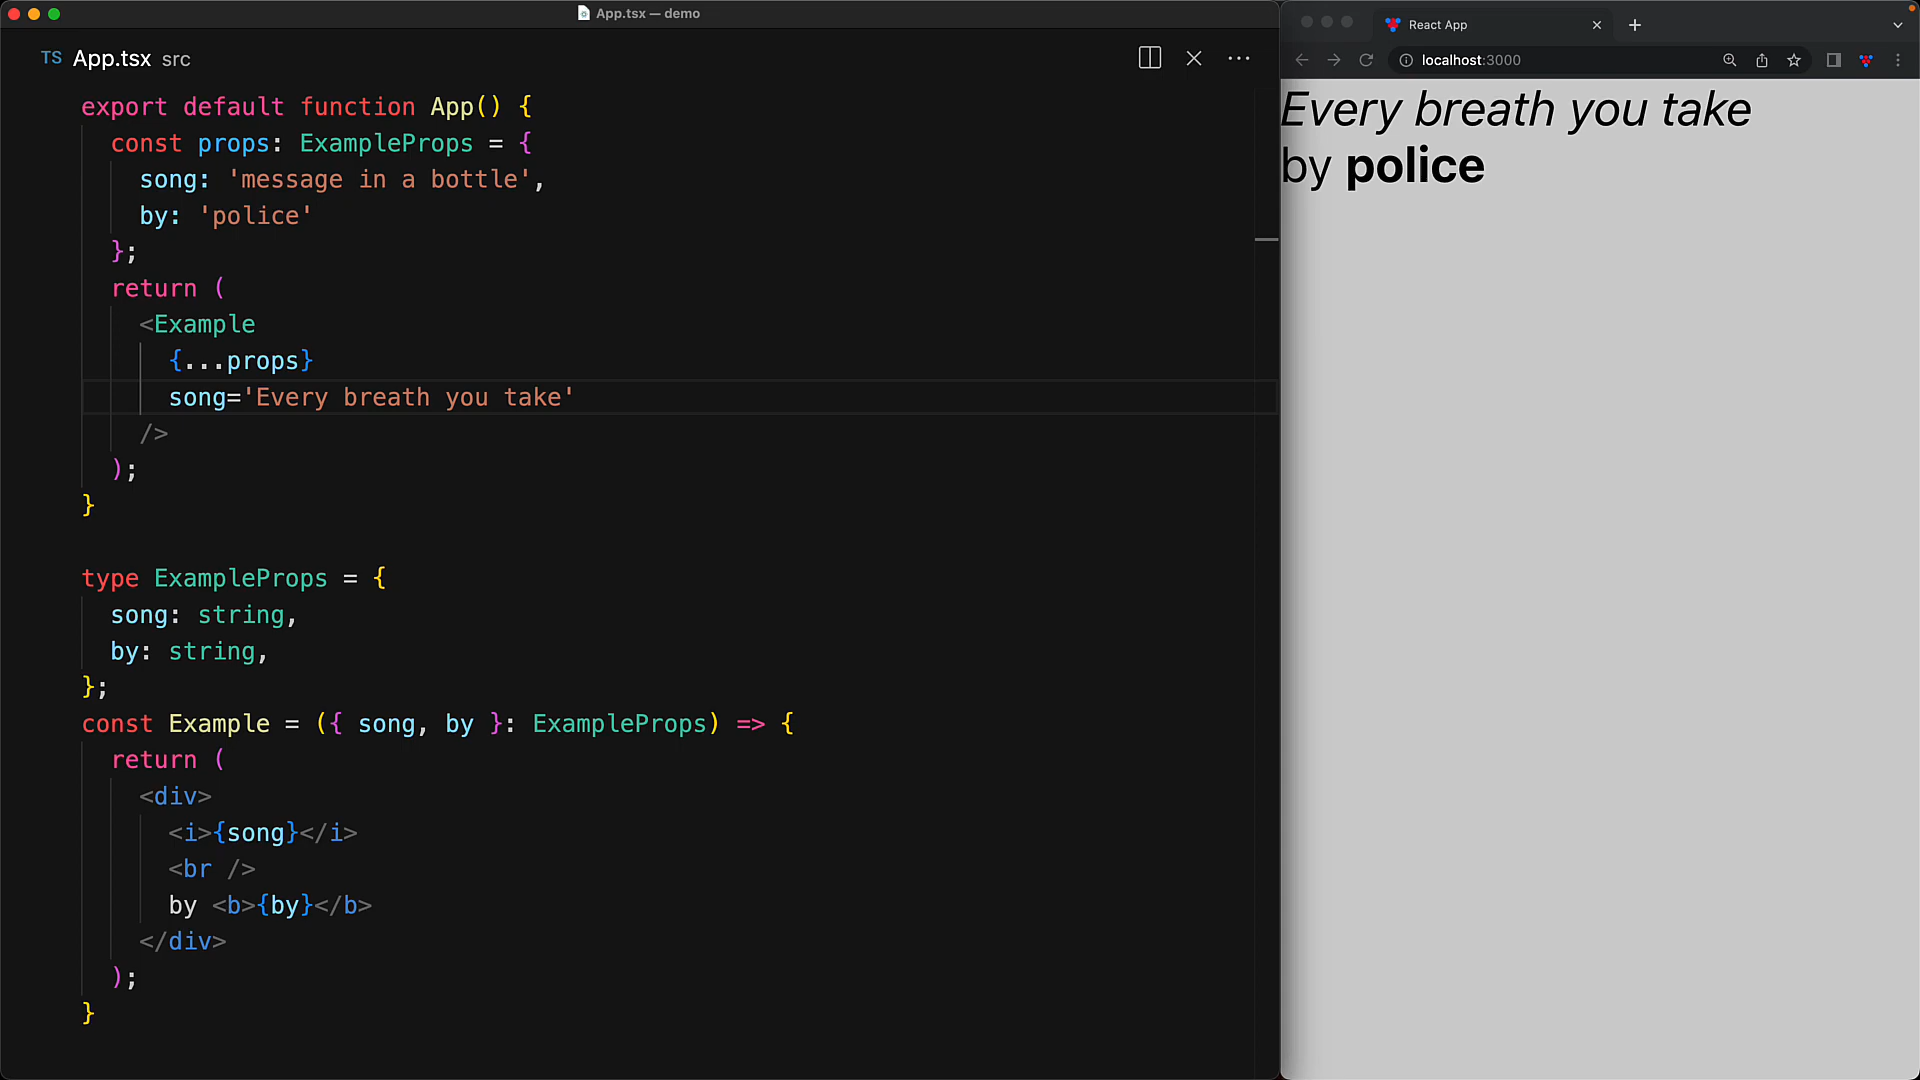 App.tsx — demo
TS App.tsx src
export default function App() {
const props: ExampleProps = {
song: 'message in a bottle',
by: 'police'
};
return (
<Example
{...props}
song='Every breath you take'
/>
);
}
type ExampleProps = {
song: string,
by: string,
};
const Example = ({ song, by }: ExampleProps) => {
return (
<div>
<i>{song}</i>
<br />
by <b>{by}</b>
</div>
);
}
React App
localhost:3000
Every breath you take
by police